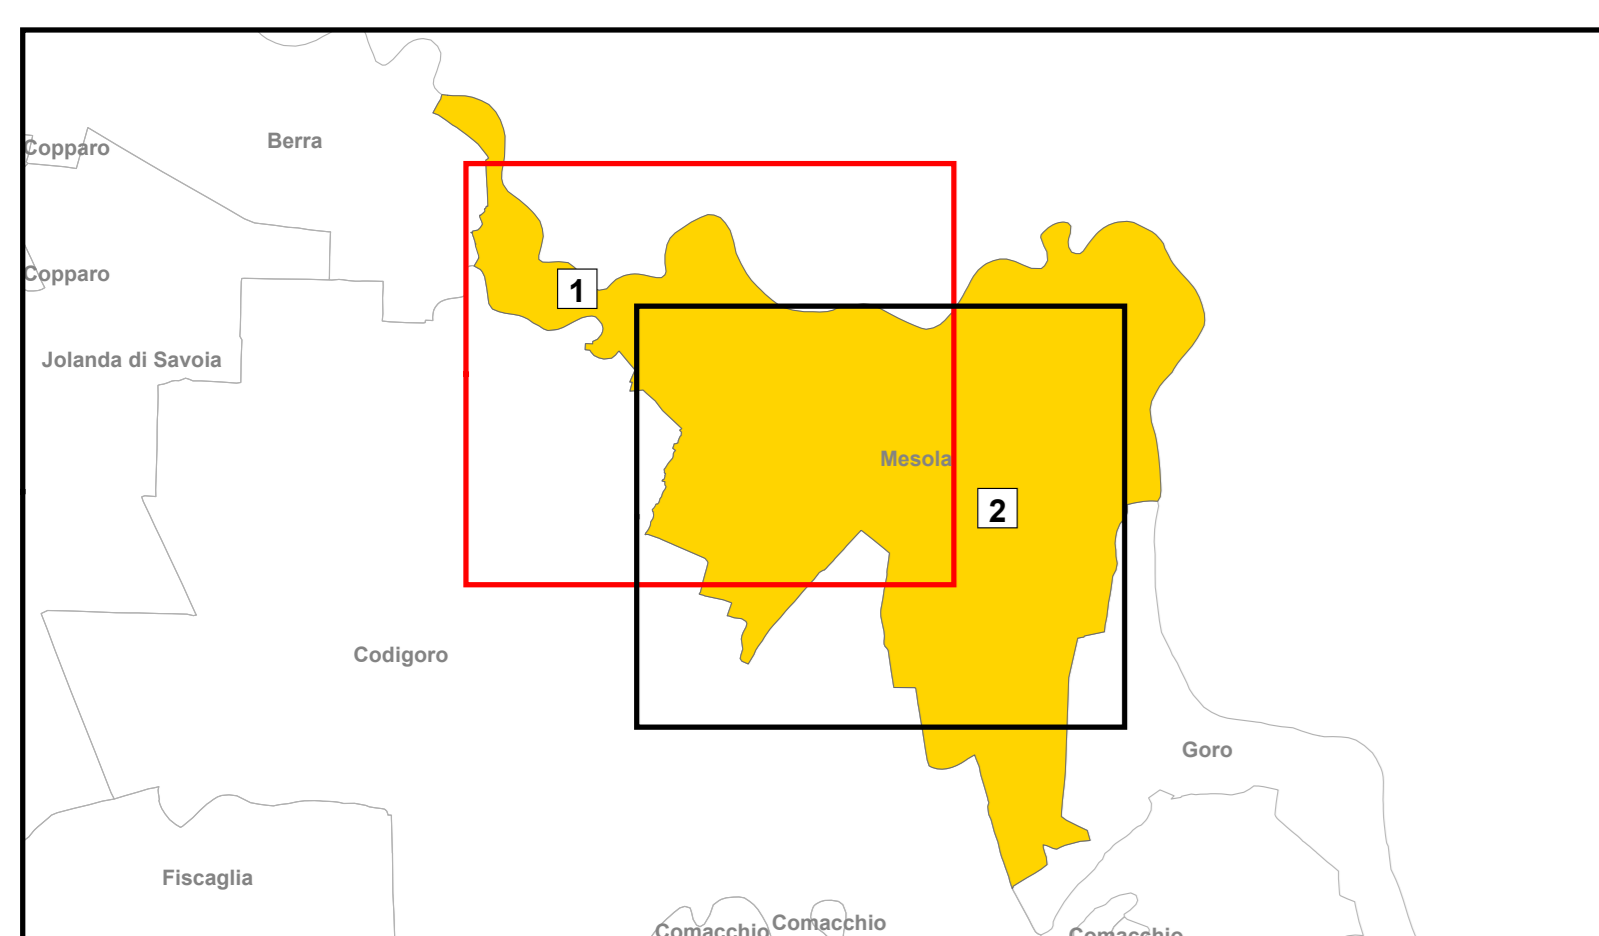 Berra
Copparo
Copparo
1
Jolanda di Savoia
Mesola
2
Codigoro
Goro
Fiscaglia
Comacchio
Comacchio
Comacchio